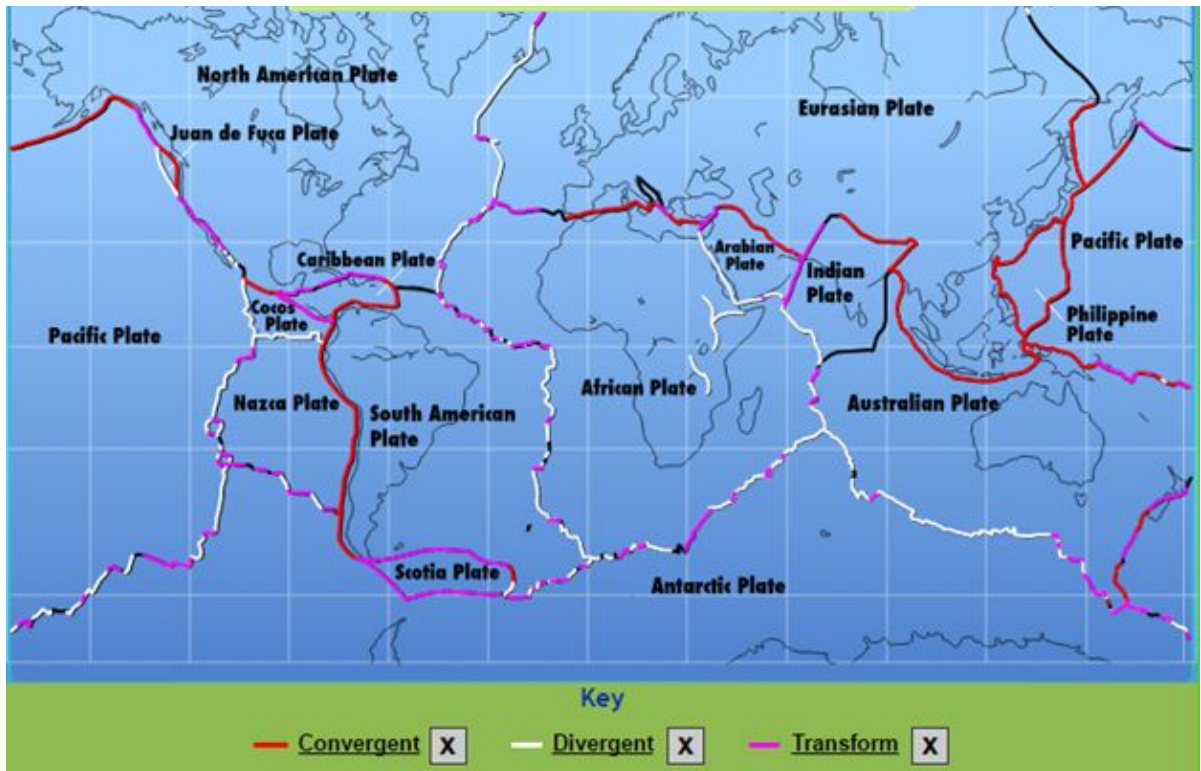 North American Plate
Eurasian Plate
Juan de Fuca Plate
Caribbean Plate
Arabian
Plate
Indian
Plate
Pacific Plate
Cocos
Plate
Philippine
Plate
Pacific Plate
African Plate
Nazca Plate
South American
Plate
Australian Plate
Scotia Plate
Antarctic Plate
Key
Convergent X Divergent X Transform X